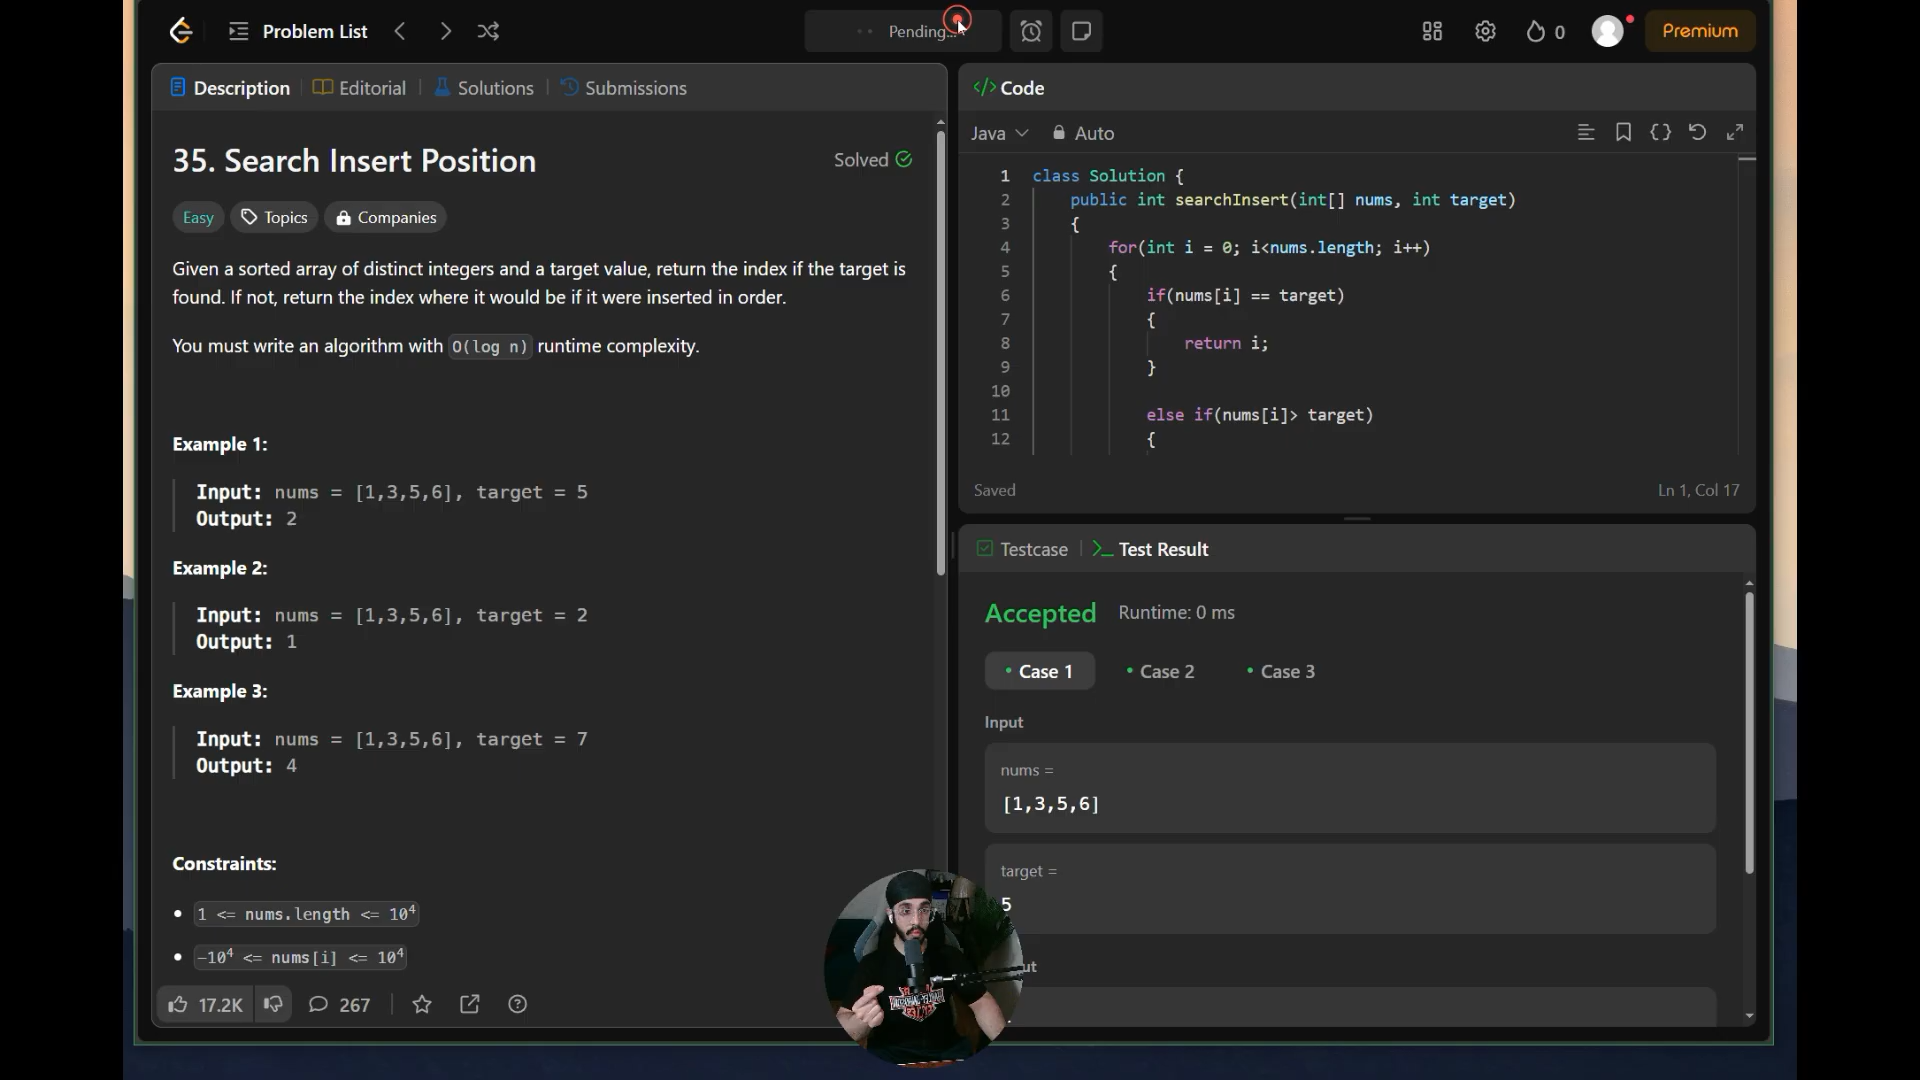 Problem List
Pending...
0
Premium
Description
Editorial
Solutions
Submissions
35. Search Insert Position
Solved
Easy
Topics
Companies
Given a sorted array of distinct integers and a target value, return the index if the target is
found. If not, return the index where it would be if it were inserted in order.
You must write an algorithm with O(log n) runtime complexity.
Example 1:
Input: nums = [1,3,5,6], target = 5
Output: 2
Example 2:
Input: nums = [1,3,5,6], target = 2
Output: 1
Example 3:
Input: nums = [1,3,5,6], target = 7
Output: 4
Constraints:
1 <= nums.length <= 10⁴
-10⁴ <= nums[i] <= 10⁴
17.2K
267
</> Code
Java
Auto
1 class Solution {
2 public int searchInsert(int[] nums, int target)
3 {
4 for(int i = 0; i<nums.length; i++)
5 {
6 if(nums[i] == target)
7 {
8 return i;
9 }
10
11 else if(nums[i]> target)
12 {
Saved
Ln 1, Col 17
Testcase
Test Result
Accepted
Runtime: 0 ms
Case 1
Case 2
Case 3
Input
nums =
[1,3,5,6]
target =
5